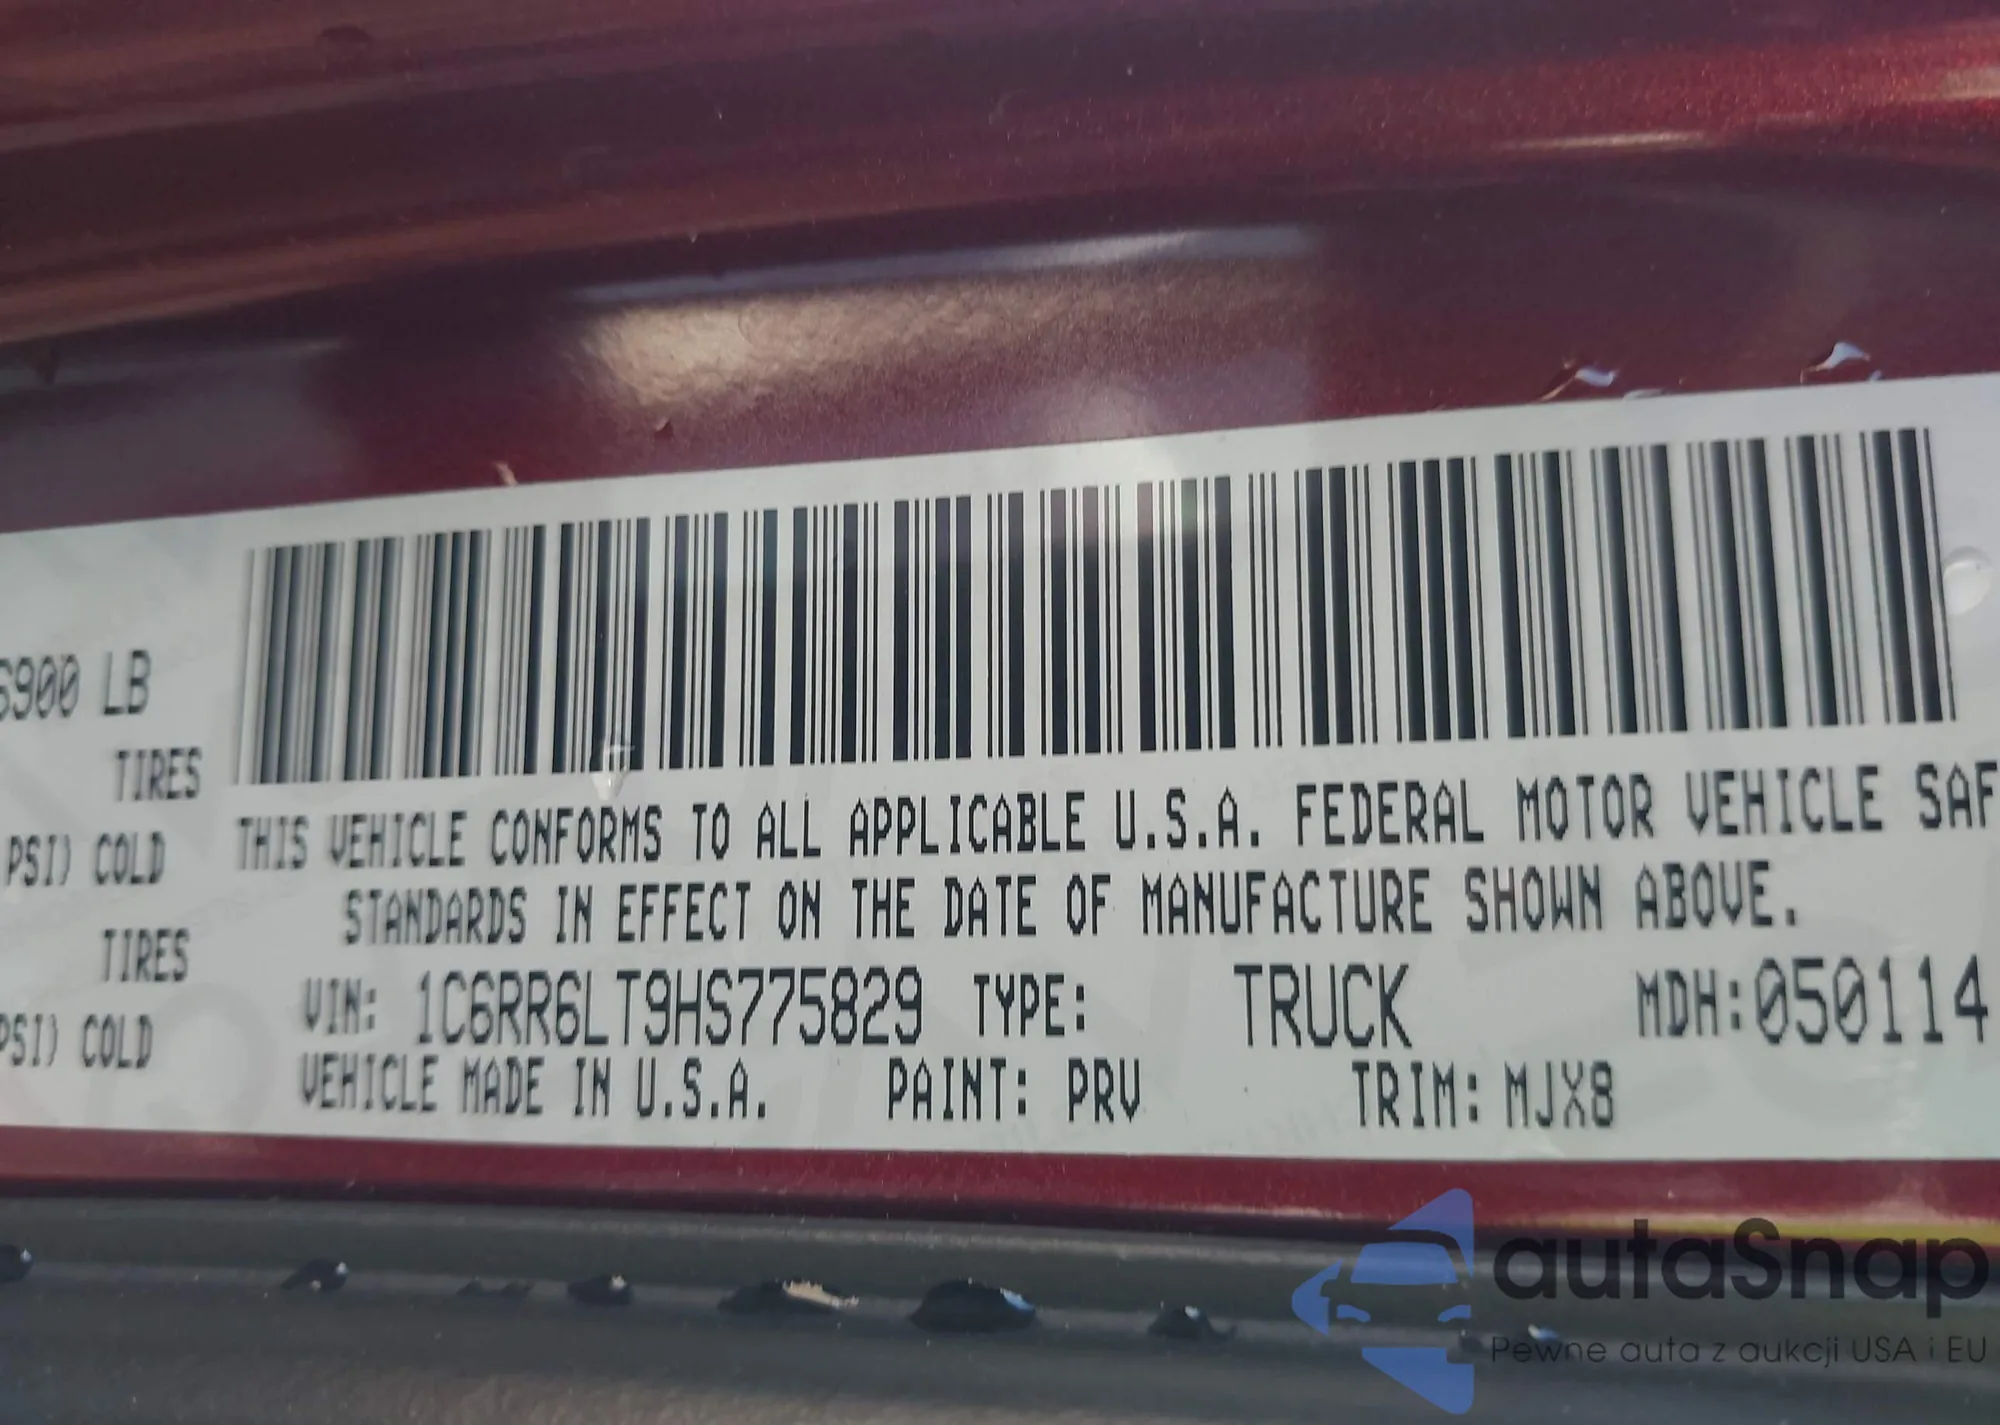 6900 LB
TIRES
PSI) COLD
TIRES
PSI) COLD
THIS VEHICLE CONFORMS TO ALL APPLICABLE U.S.A. FEDERAL MOTOR VEHICLE SAF
STANDARDS IN EFFECT ON THE DATE OF MANUFACTURE SHOWN ABOVE.
VIN: 1C6RR6LT9HS775829 TYPE: TRUCK MDH:050114
VEHICLE MADE IN U.S.A. PAINT: PRV TRIM: MJX8
autaSnap
Pewne auta z aukcji USA i EU